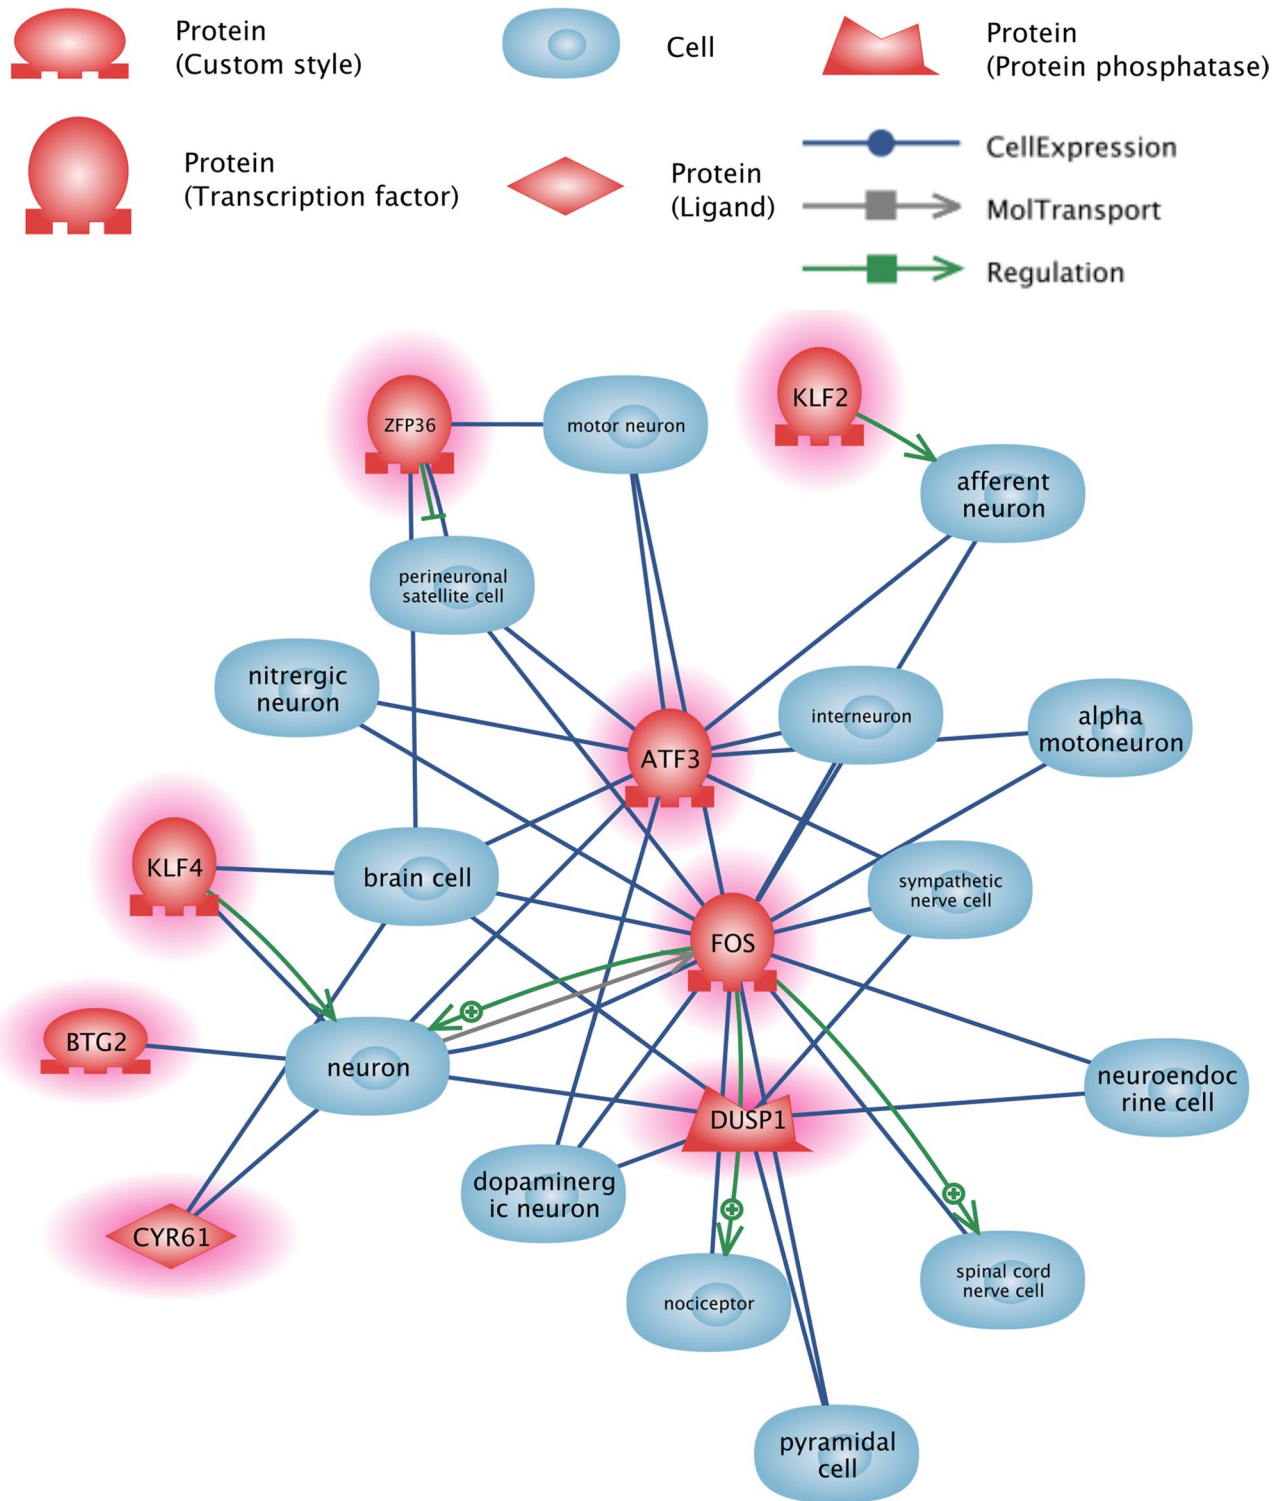 Protein
(Custom style)
Cell
Protein
(Protein phosphatase)
Protein
(Transcription factor)
Protein
(Ligand)
CellExpression
MolTransport
Regulation
KLF2
ZFP36
motor neuron
afferent
neuron
perineuronal
satellite cell
nitrergic
neuron
interneuron
alpha
motoneuron
ATF3
KLF4
brain cell
sympathetic
nerve cell
FOS
BTG2
neuron
neuroendoc
rine cell
DUSP1
dopaminerg
ic neuron
CYR61
spinal cord
nerve cell
nociceptor
pyramidal
cell